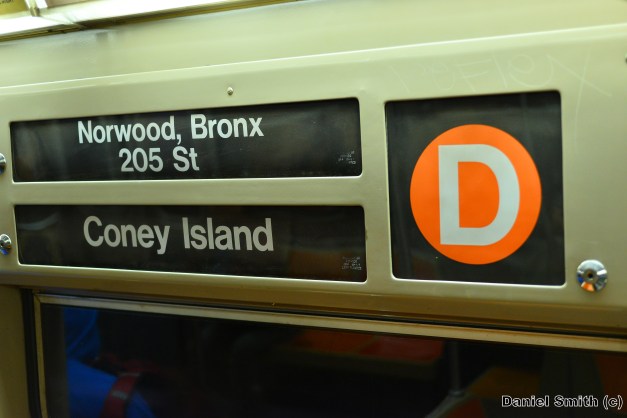 Norwood, Bronx
205 St
Coney Island
D
Daniel Smith (c)